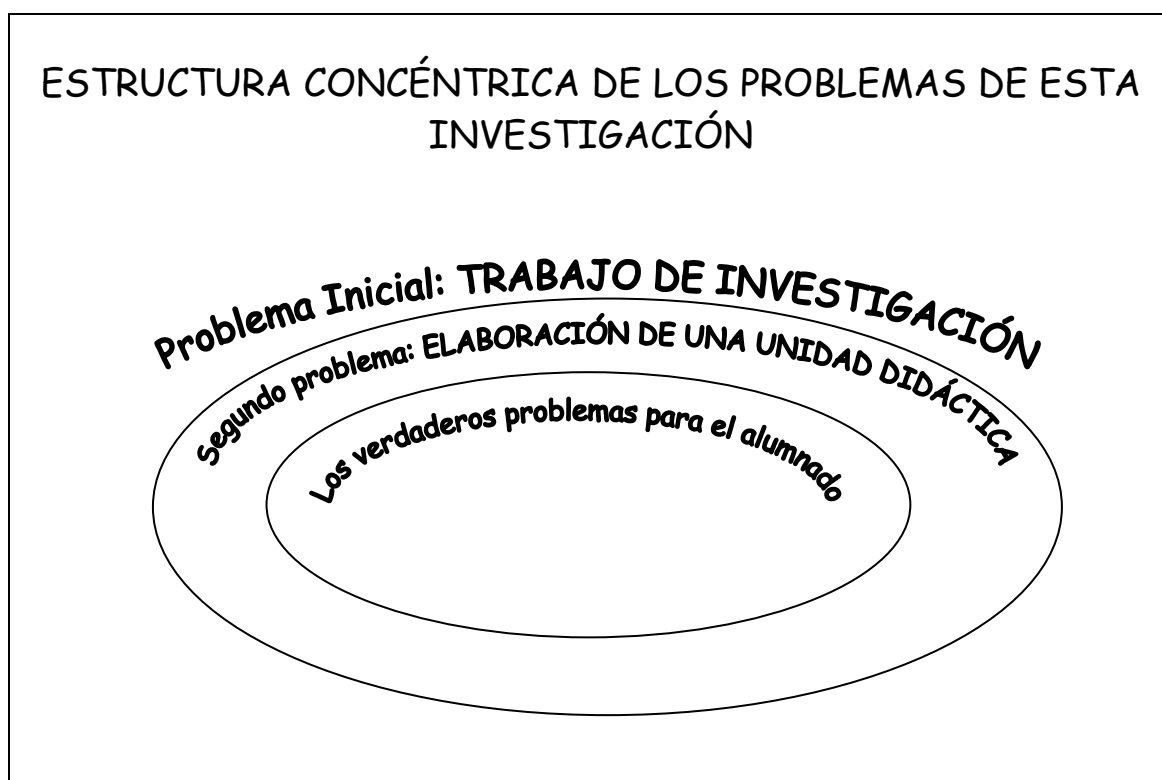 ESTRUCTURA CONCÉNTRICA DE LOS PROBLEMAS DE ESTA
INVESTIGACIÓN
Problema Inicial: TRABAJO DE INVESTIGACIÓN
Segundo problema: ELABORACIÓN DE UNA UNIDAD DIDÁCTICA
Los verdaderos problemas para el alumnado